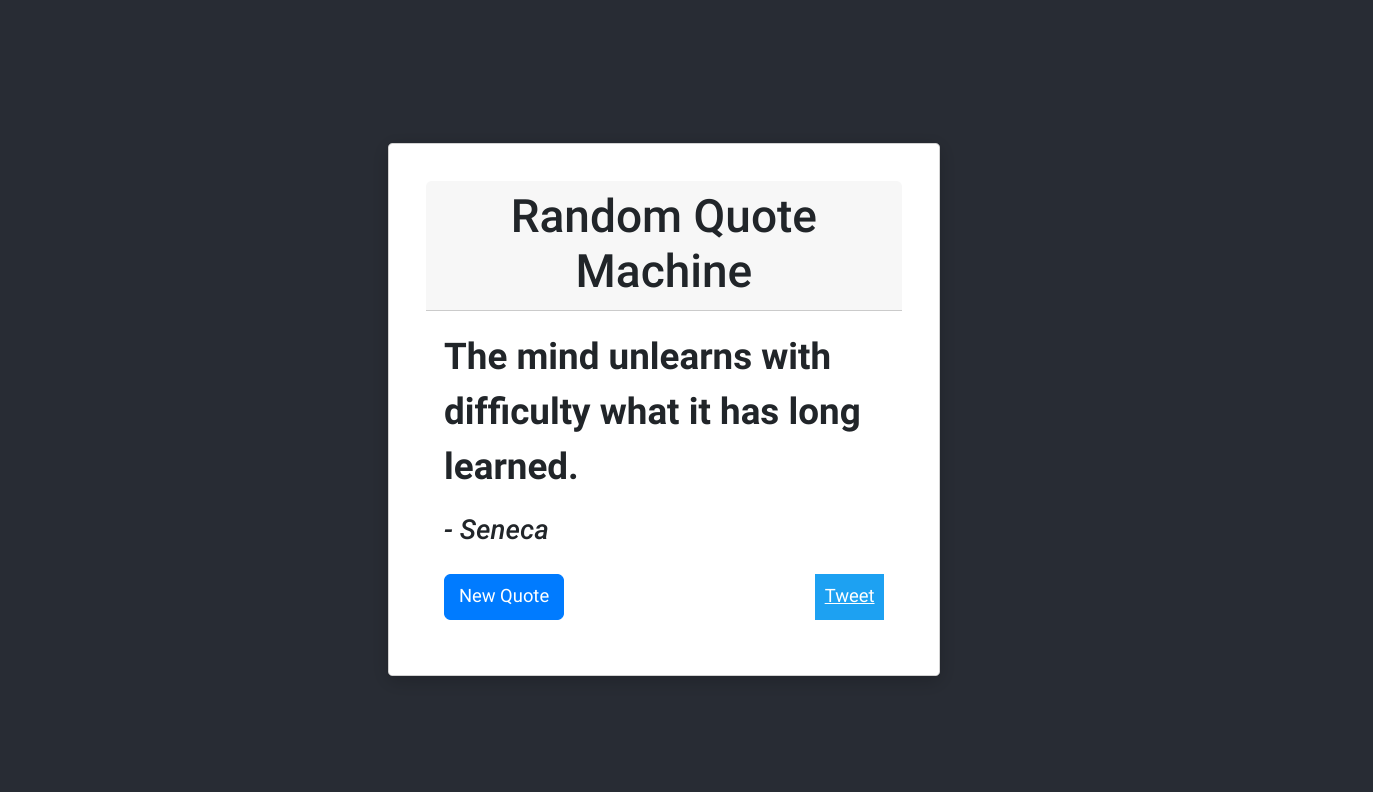 Random Quote
Machine
The mind unlearns with
difficulty what it has long
learned.
- Seneca
New Quote
Tweet